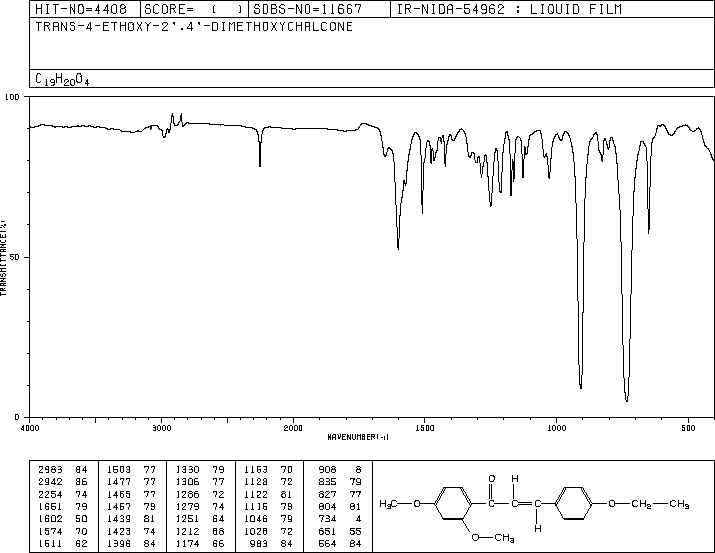 HIT-NO=4408 SCORE= ( ) SDBS-NO=11667 IR-NIDA-54962 : LIQUID FILM
TRANS-4-ETHOXY-2',4'-DIMETHOXYCHALCONE
C19H20O4
100
50
0
TRANSMITTANCE(%)
4000 3000 2000 1500 1000 500
WAVENUMBER(-1)
2983 84 1503 77 1330 79 1163 70 908 8
2942 86 1477 77 1306 77 1128 72 835 79
2254 74 1465 77 1286 72 1122 81 827 77
1651 79 1457 79 1279 74 1116 79 804 81
1602 50 1439 81 1251 64 1046 79 734 4
1574 70 1423 74 1212 68 1028 72 651 55
1511 62 1396 84 1174 66 983 84 564 84
O H
H3C O C C C O CH2 CH3
H
O CH3